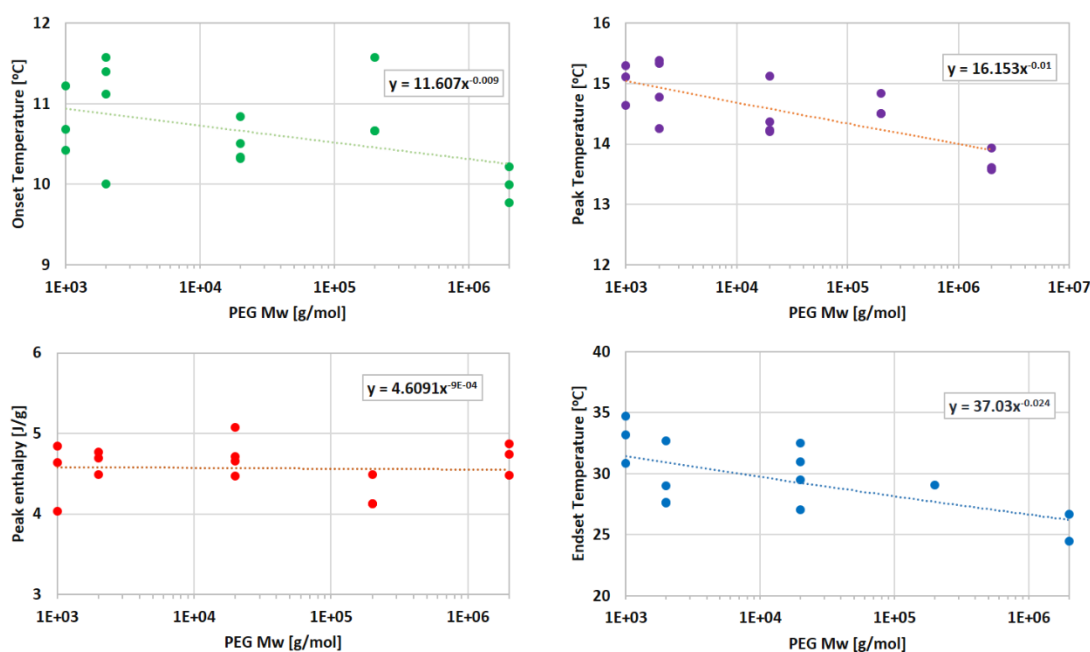 12
11
10
9
Onset Temperature [ºC]
y = 11.607x^-0.009
1E+03 1E+04 1E+05 1E+06
PEG Mw [g/mol]
16
15
14
13
12
Peak Temperature [ºC]
y = 16.153x^-0.01
1E+03 1E+04 1E+05 1E+06 1E+07
PEG Mw [g/mol]
6
5
4
3
Peak enthalpy [J/g]
y = 4.6091x^-9E-04
1E+03 1E+04 1E+05 1E+06
PEG Mw [g/mol]
40
35
30
25
20
Endset Temperature [ºC]
y = 37.03x^-0.024
1E+03 1E+04 1E+05 1E+06
PEG Mw [g/mol]